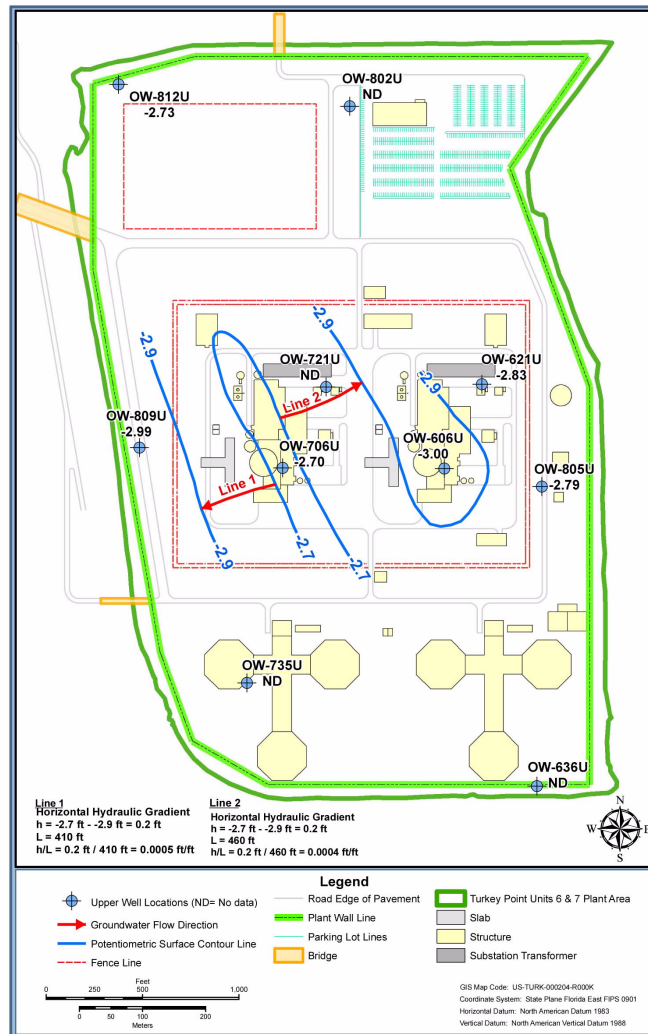 OW-812U
-2.73
OW-802U
ND
-2.9
-2.9
OW-721U
ND
OW-621U
-2.83
-2.9
Line 2
OW-809U
-2.99
OW-706U
-2.70
OW-606U
-3.00
OW-805U
-2.79
Line 1
-2.9
-2.7
-2.7
OW-735U
ND
OW-636U
ND
Line 1
Horizontal Hydraulic Gradient
h = -2.7 ft - -2.9 ft = 0.2 ft
L = 410 ft
h/L = 0.2 ft / 410 ft = 0.0005 ft/ft
Line 2
Horizontal Hydraulic Gradient
h = -2.7 ft - -2.9 ft = 0.2 ft
L = 460 ft
h/L = 0.2 ft / 460 ft = 0.0004 ft/ft
N
W E
S
Legend
Upper Well Locations (ND= No data)
Groundwater Flow Direction
Potentiometric Surface Contour Line
Fence Line
Road Edge of Pavement
Plant Wall Line
Parking Lot Lines
Bridge
Turkey Point Units 6 & 7 Plant Area
Slab
Structure
Substation Transformer
Feet
0 250 500 1,000
0 50 100 200
Meters
GIS Map Code: US-TURK-000204-R000K
Coordinate System: State Plane Florida East FIPS 0901
Horizontal Datum: North American Datum 1983
Vertical Datum: North American Vertical Datum 1988